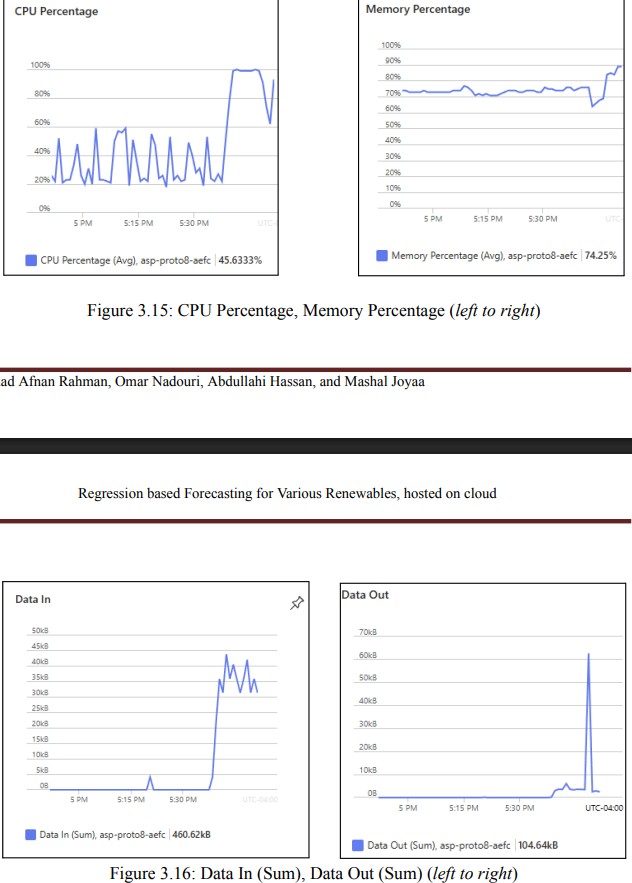 CPU Percentage
100%
80%
60%
40%
20%
0%
5 PM 5:15 PM 5:30 PM UTC-
CPU Percentage (Avg), asp-proto8-aefc 45.6333%
Memory Percentage
100%
90%
80%
70%
60%
50%
40%
30%
20%
10%
0%
5 PM 5:15 PM 5:30 PM UTC-
Memory Percentage (Avg), asp-proto8-aefc 74.25%
Figure 3.15: CPU Percentage, Memory Percentage (left to right)
ad Afnan Rahman, Omar Nadouri, Abdullahi Hassan, and Mashal Joyaa
Regression based Forecasting for Various Renewables, hosted on cloud
Data In
50kB
45kB
40kB
35kB
30kB
25kB
20kB
15kB
10kB
5kB
0B
5 PM 5:15 PM 5:30 PM UTC-04:00
Data In (Sum), asp-proto8-aefc 460.62kB
Data Out
70kB
60kB
50kB
40kB
30kB
20kB
10kB
0B
5 PM 5:15 PM 5:30 PM UTC-04:00
Data Out (Sum), asp-proto8-aefc 104.64kB
Figure 3.16: Data In (Sum), Data Out (Sum) (left to right)